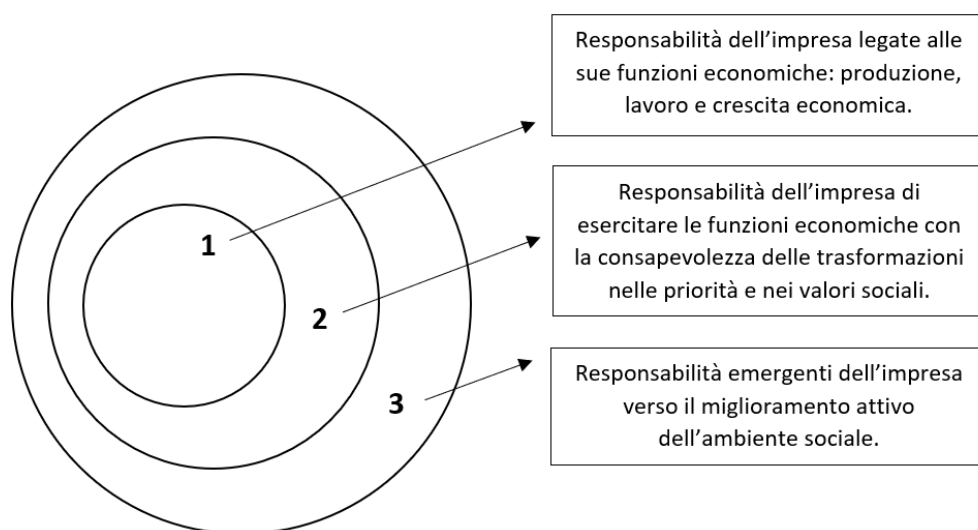 Responsabilità dell’impresa legate alle
sue funzioni economiche: produzione,
lavoro e crescita economica.
1
Responsabilità dell’impresa di
esercitare le funzioni economiche con
la consapevolezza delle trasformazioni
nelle priorità e nei valori sociali.
2
Responsabilità emergenti dell’impresa
verso il miglioramento attivo
dell’ambiente sociale.
3